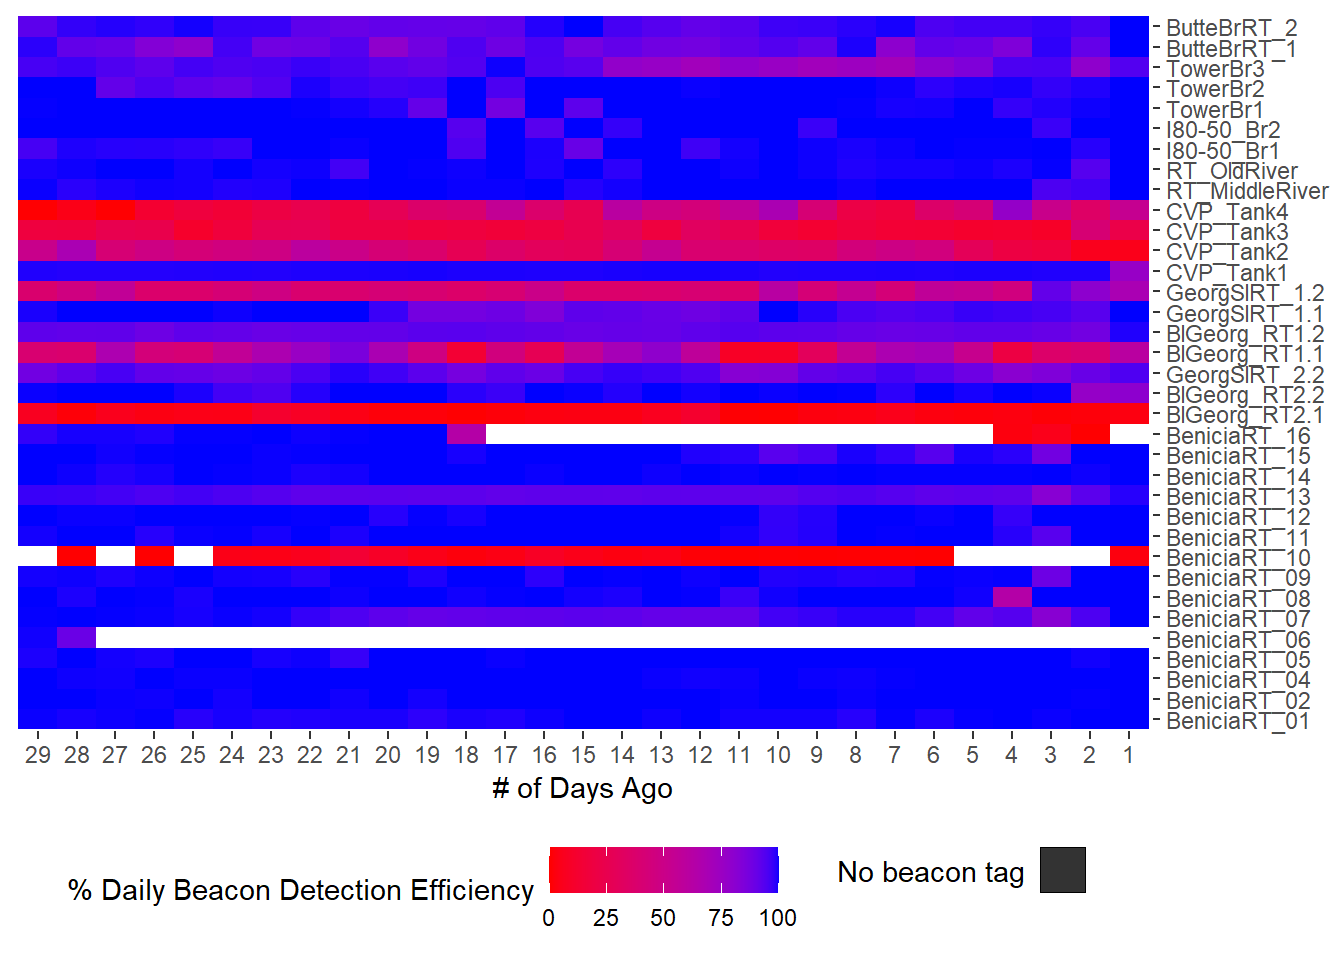 ButteBrRT_2
ButteBrRT_1
TowerBr3
TowerBr2
TowerBr1
I80-50_Br2
I80-50_Br1
RT_OldRiver
RT_MiddleRiver
CVP_Tank4
CVP_Tank3
CVP_Tank2
CVP_Tank1
GeorgSlRT_1.2
GeorgSlRT_1.1
BlGeorg_RT1.2
BlGeorg_RT1.1
GeorgSlRT_2.2
BlGeorg_RT2.2
BlGeorg_RT2.1
BeniciaRT_16
BeniciaRT_15
BeniciaRT_14
BeniciaRT_13
BeniciaRT_12
BeniciaRT_11
BeniciaRT_10
BeniciaRT_09
BeniciaRT_08
BeniciaRT_07
BeniciaRT_06
BeniciaRT_05
BeniciaRT_04
BeniciaRT_02
BeniciaRT_01
29 28 27 26 25 24 23 22 21 20 19 18 17 16 15 14 13 12 11 10 9 8 7 6 5 4 3 2 1
# of Days Ago
% Daily Beacon Detection Efficiency
0 25 50 75 100
No beacon tag